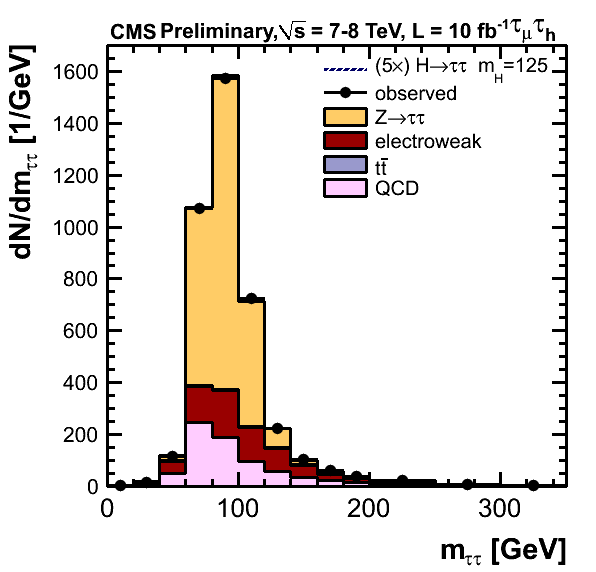 CMS Preliminary, √s = 7-8 TeV, L = 10 fb⁻¹ τμτh
(5×) H→ττ mH=125
observed
Z→ττ
electroweak
tt̄
QCD
dN/dmττ [1/GeV]
1600
1400
1200
1000
800
600
400
200
0
0 100 200 300
mττ [GeV]